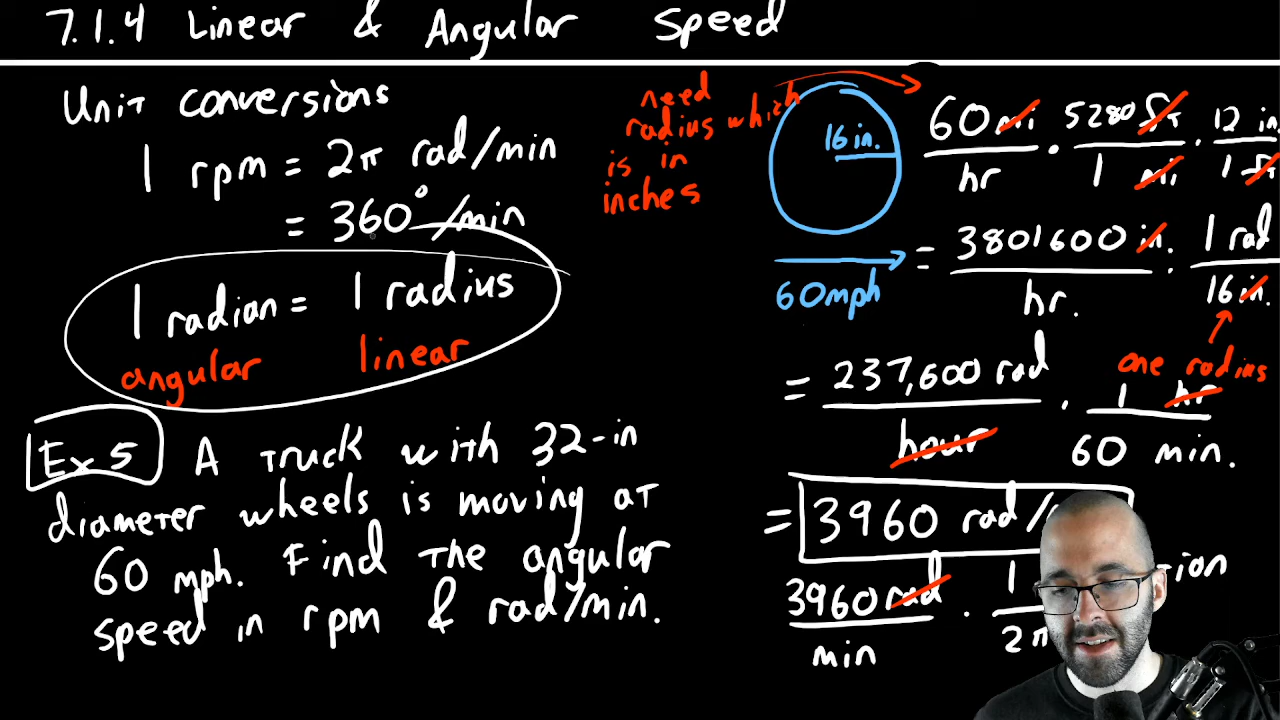 7.1.4 Linear & Angular Speed
Unit conversions
1 rpm = 2π rad/min
= 360°/min
1 radian = 1 radius
angular linear
Ex 5 A truck with 32-in
diameter wheels is moving at
60 mph. Find the angular
speed in rpm & rad/min.
need
radius which
is in
inches
16 in.
60mph
60 mi / hr · 5280 ft / 1 mi · 12 in / 1 ft
= 3801600 in. / hr. · 1 rad / 16 in.
one radius
= 237,600 rad / hour · 1 hr / 60 min.
= 3960 rad/
3960 rad / min · 1 / 2π